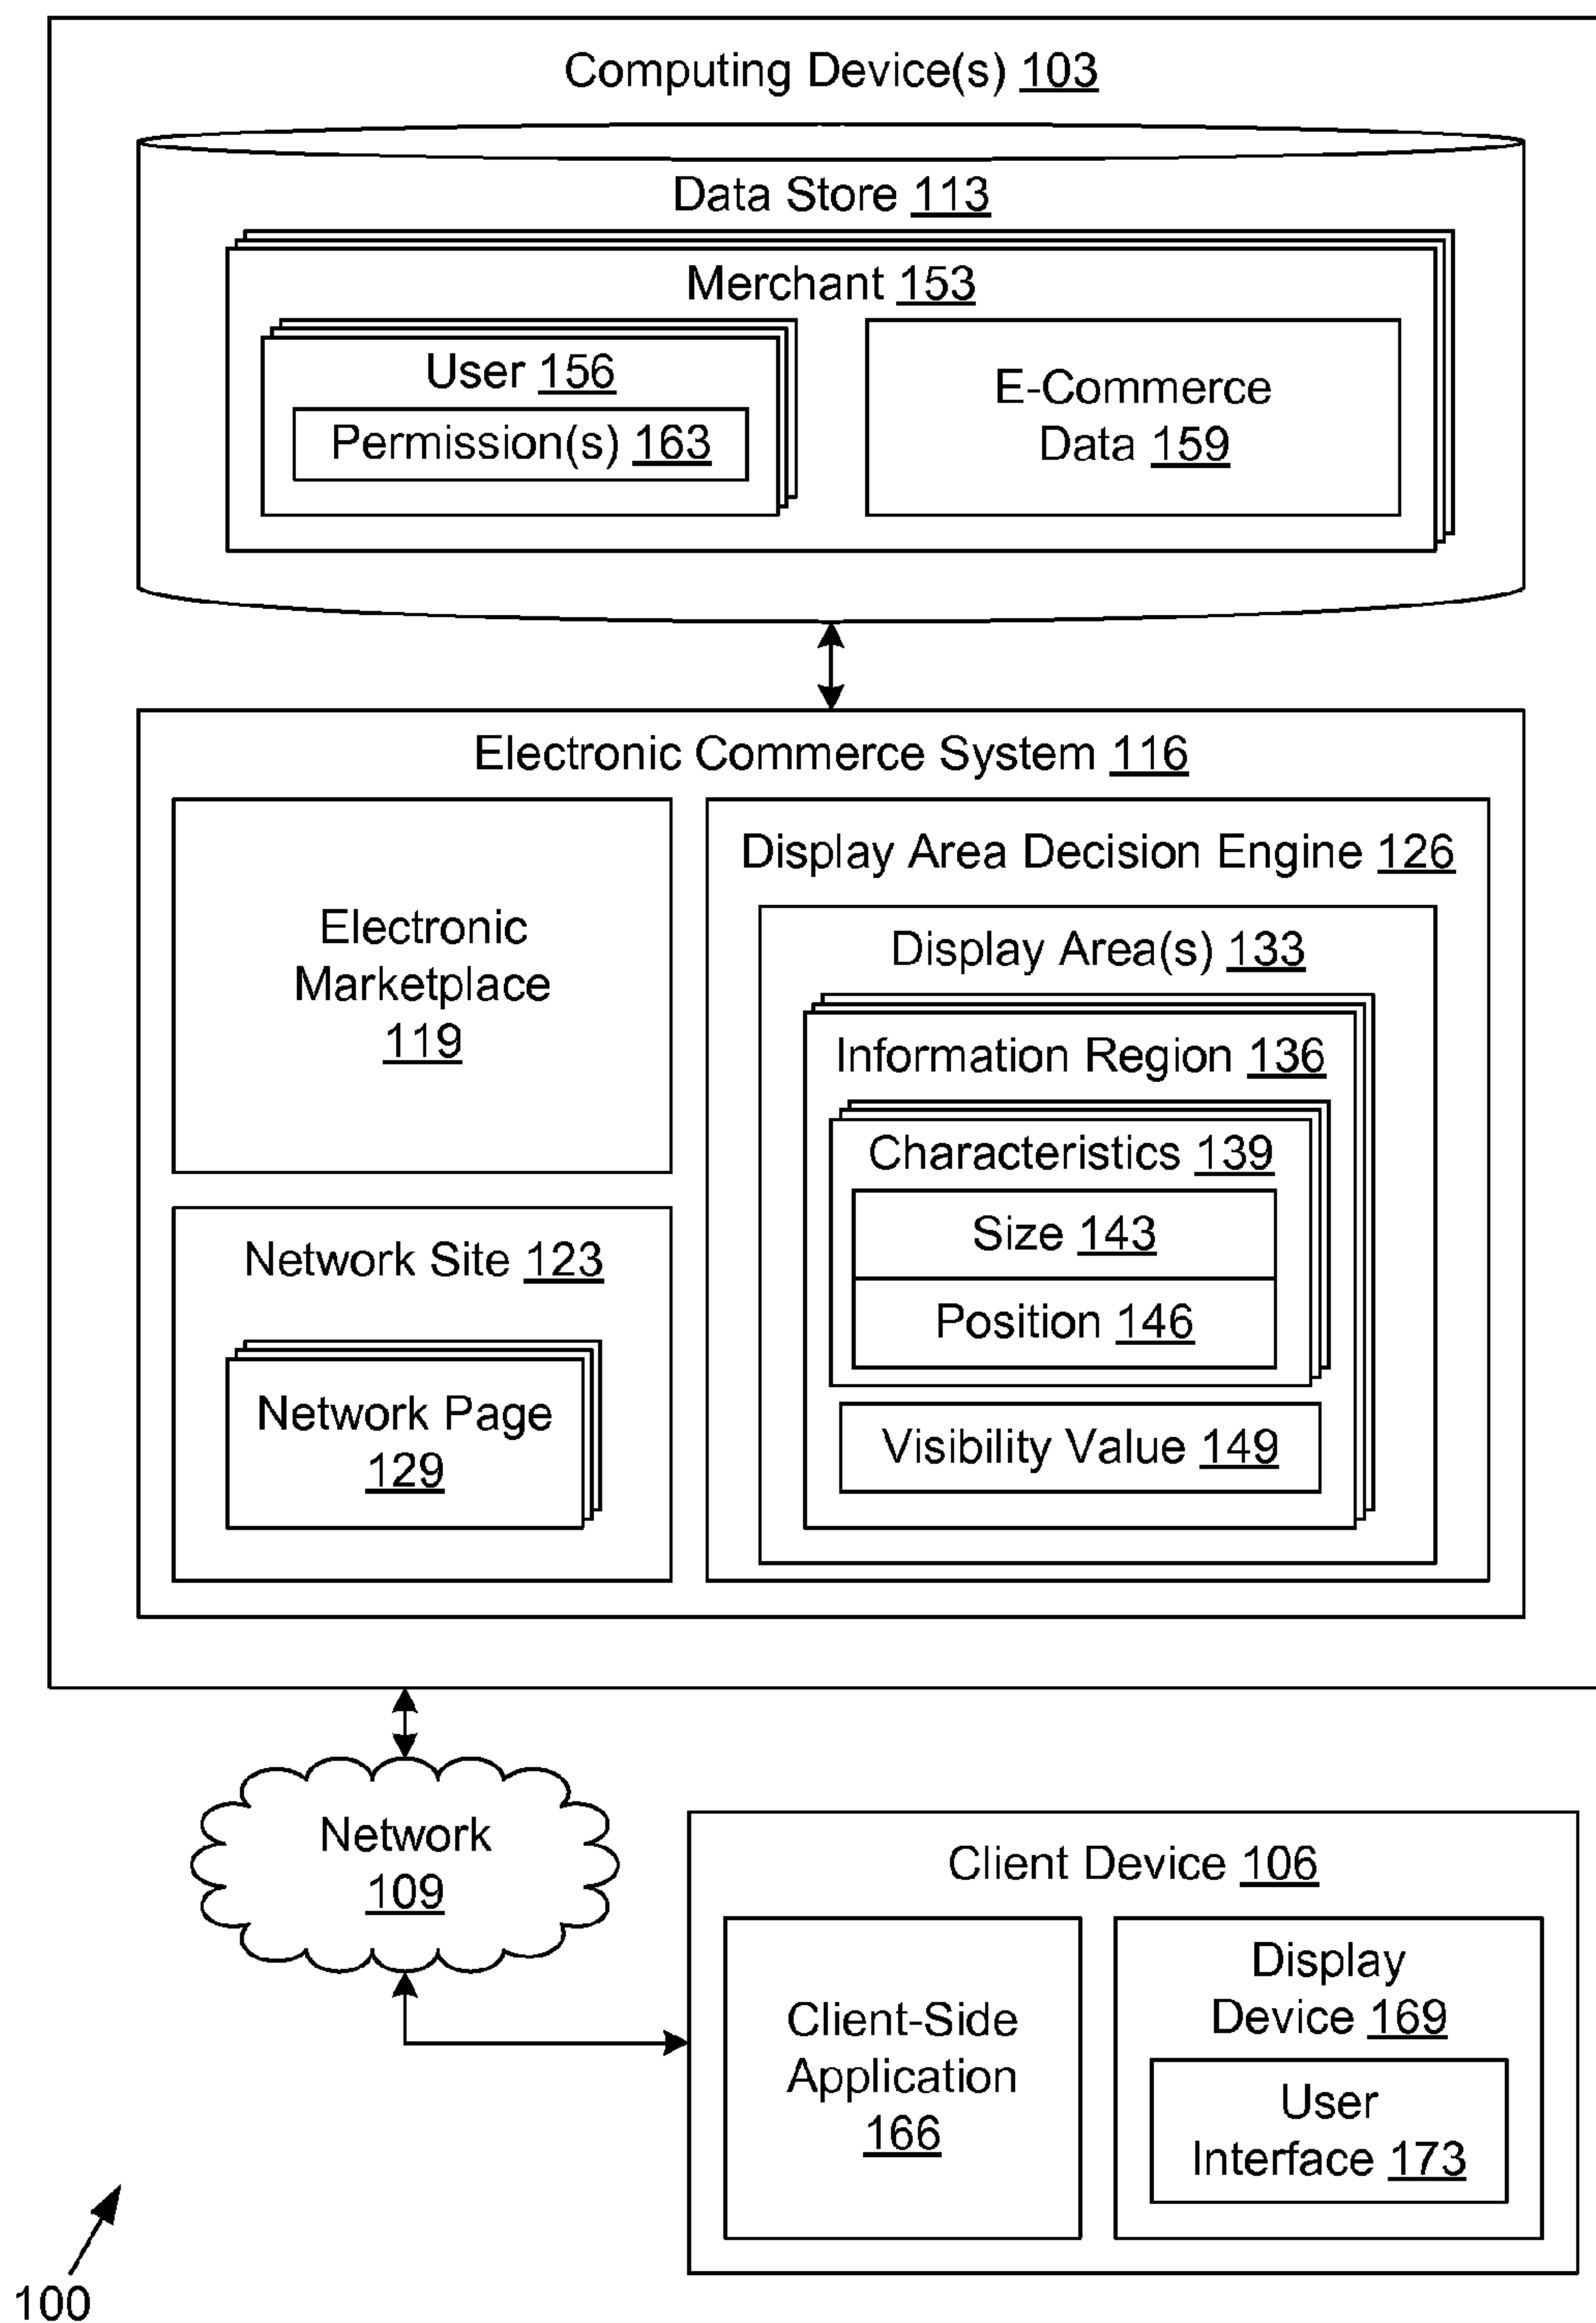 Computing Device(s) 103
Data Store 113
Merchant 153
User 156
Permission(s) 163
E-Commerce
Data 159
Electronic Commerce System 116
Electronic
Marketplace
119
Network Site 123
Network Page
129
Display Area Decision Engine 126
Display Area(s) 133
Information Region 136
Characteristics 139
Size 143
Position 146
Visibility Value 149
Network
109
Client Device 106
Client-Side
Application
166
Display
Device 169
User
Interface 173
100